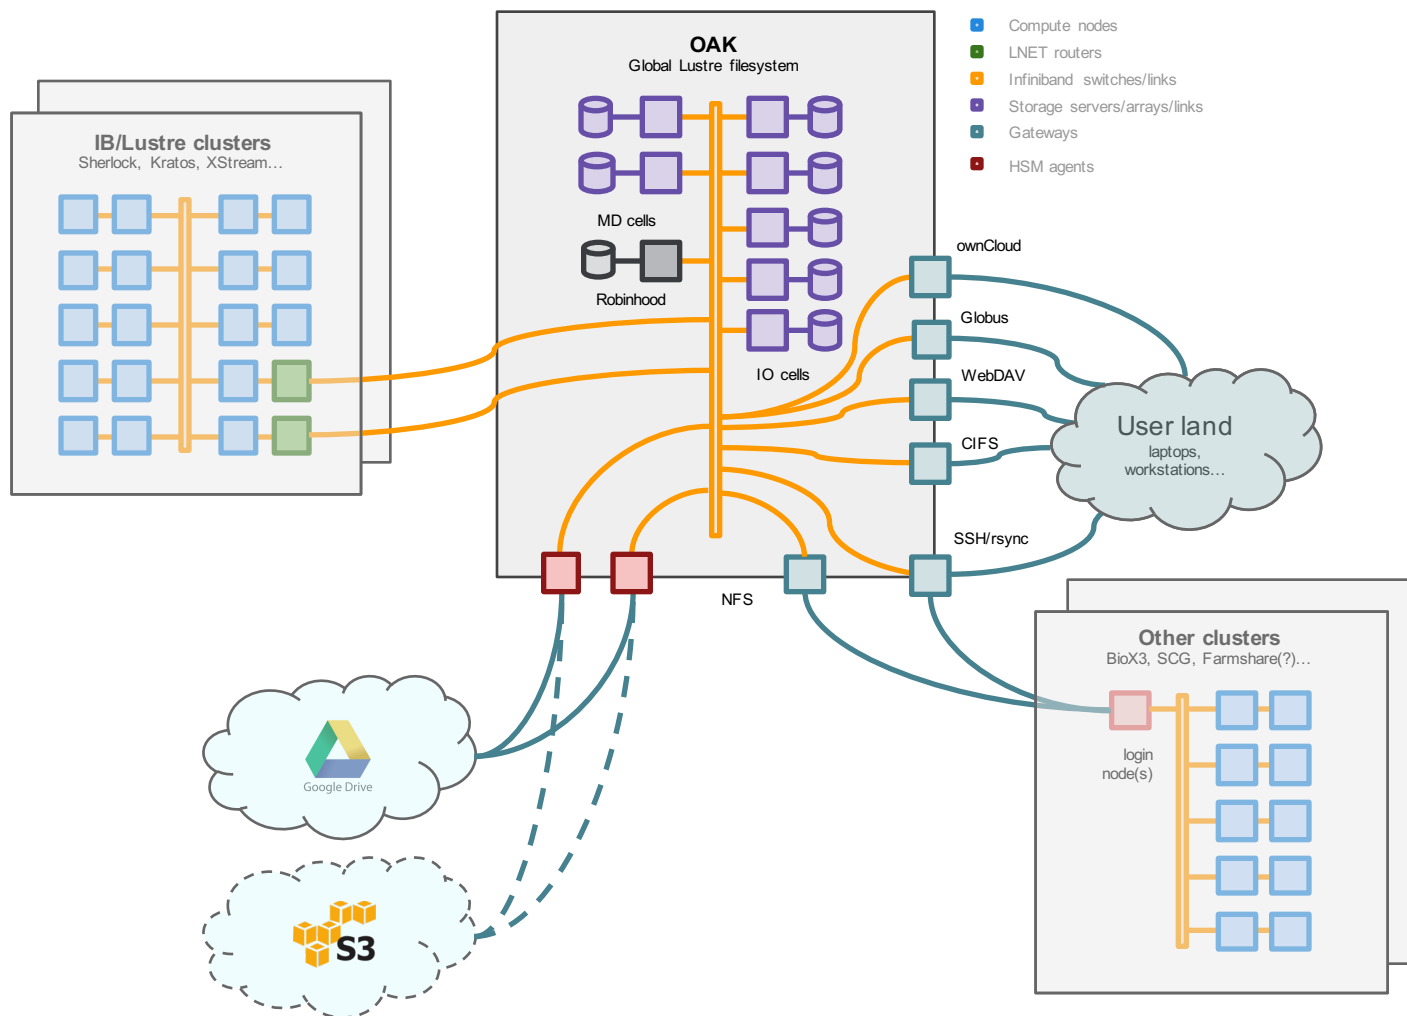 OAK
Global Lustre filesystem
Compute nodes
LNET routers
Infiniband switches/links
Storage servers/arrays/links
Gateways
HSM agents
IB/Lustre clusters
Sherlock, Kratos, XStream…
MD cells
Robinhood
IO cells
ownCloud
Globus
WebDAV
CIFS
SSH/rsync
NFS
User land
laptops,
workstations…
Other clusters
BioX3, SCG, Farmshare(?)…
login
node(s)
Google Drive
S3